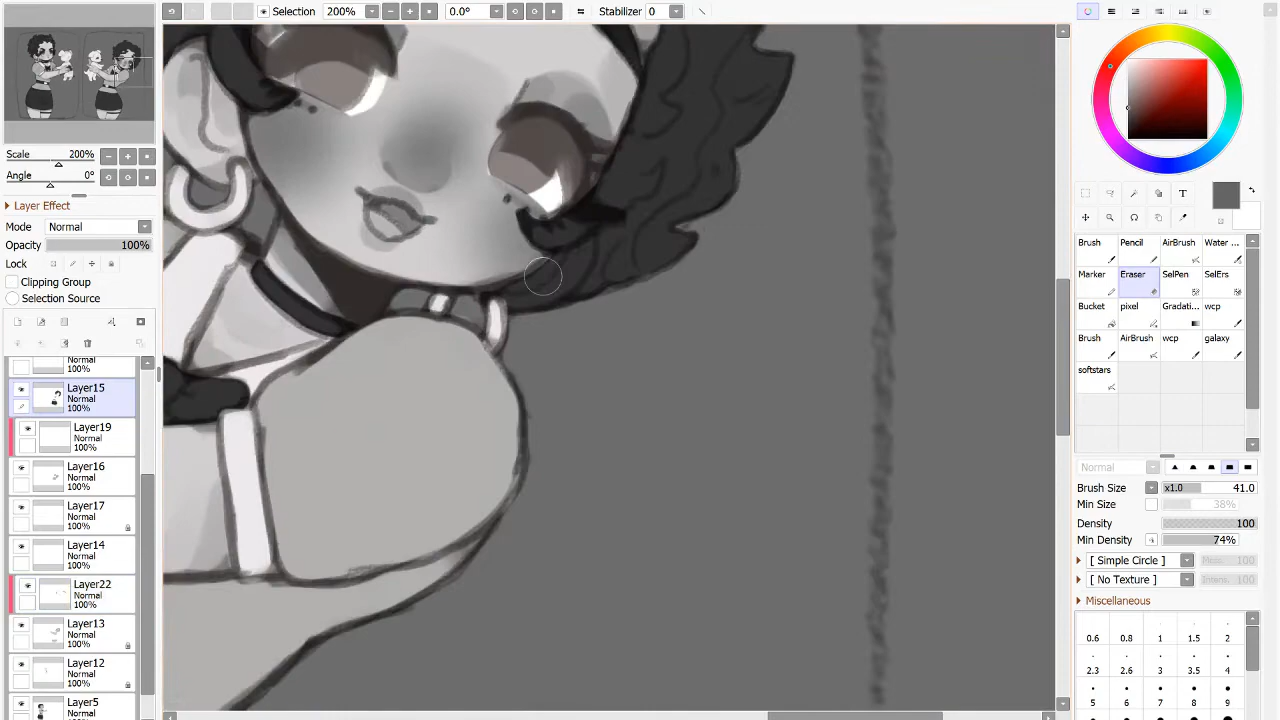 Selection 200% 0.0° Stabilizer 0
Scale 200%
Angle 0°
Layer Effect
Mode Normal
Opacity 100%
Lock
Clipping Group
Selection Source
Normal
100%
Layer15
Normal
100%
Layer19
Normal
100%
Layer16
Normal
100%
Layer17
Normal
100%
Layer14
Normal
100%
Layer22
Normal
100%
Layer13
Normal
100%
Layer12
Normal
100%
Layer5
Normal
T
Brush Pencil AirBrush Water ...
Marker Eraser SelPen SelErs
Bucket pixel Gradati... wcp
Brush AirBrush wcp galaxy
softstars
Normal
Brush Size x1.0 41.0
Min Size 38%
Density 100
Min Density 74%
[ Simple Circle ] 100
[ No Texture ] 100
Miscellaneous
0.6 0.8 1 1.5 2
2.3 2.6 3 3.5 4